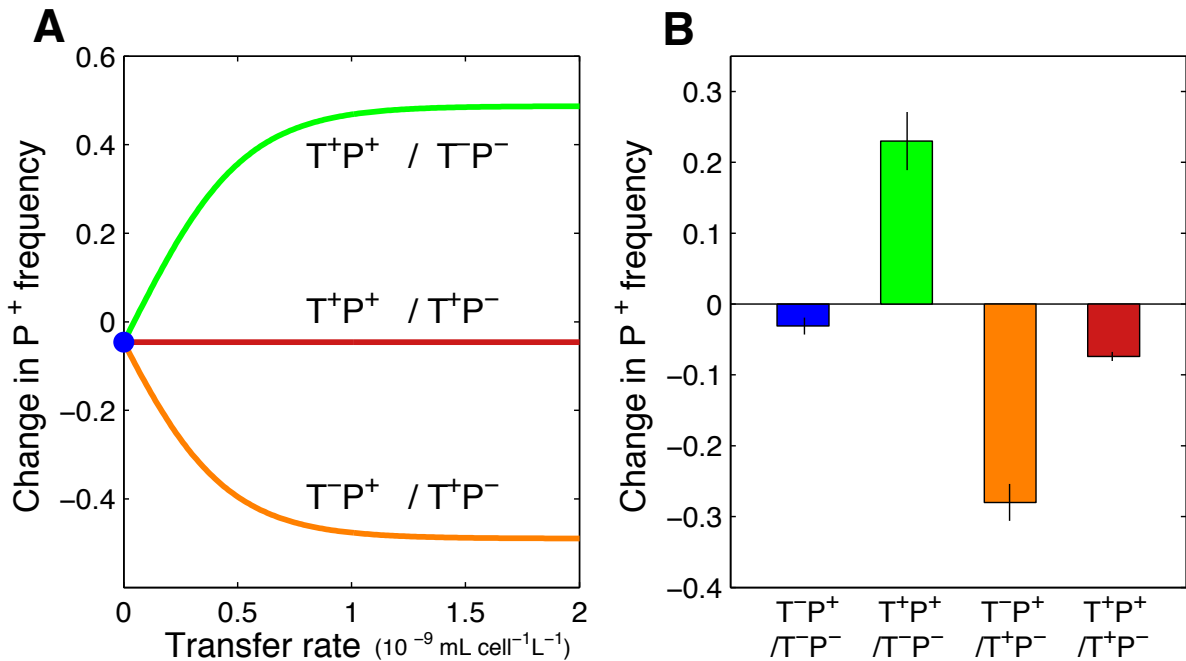 A
Change in P⁺ frequency
0.6
0.4
0.2
0
−0.2
−0.4
T⁺P⁺ / T⁻P⁻
T⁺P⁺ / T⁺P⁻
T⁻P⁺ / T⁺P⁻
0 0.5 1 1.5 2
Transfer rate (10⁻⁹ mL cell⁻¹L⁻¹)
B
Change in P⁺ frequency
0.3
0.2
0.1
0
−0.1
−0.2
−0.3
−0.4
T⁻P⁺ T⁺P⁺ T⁻P⁺ T⁺P⁺
/T⁻P⁻ /T⁻P⁻ /T⁺P⁻ /T⁺P⁻